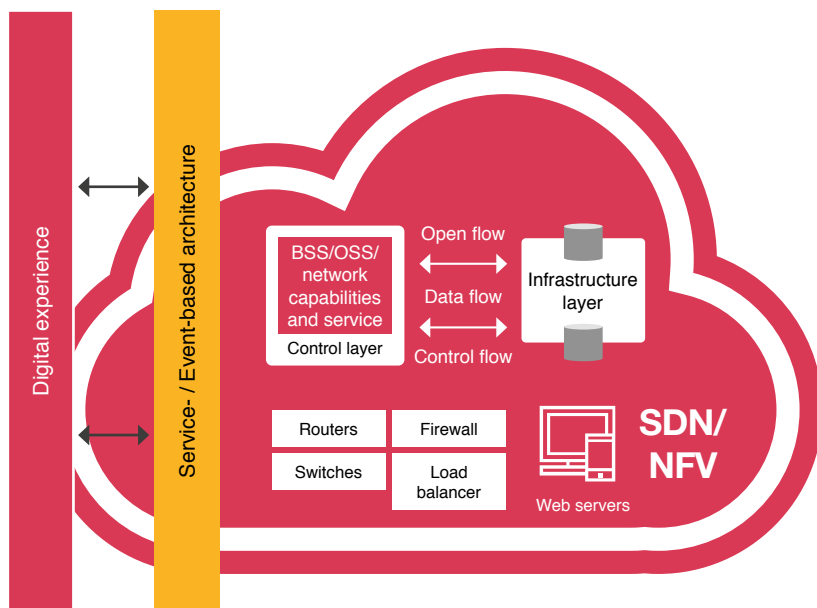 Digital experience
Service- / Event-based architecture
BSS/OSS/
network
capabilities
and service
Control layer
Open flow
Data flow
Control flow
Infrastructure
layer
Routers
Firewall
Switches
Load
balancer
Web servers
SDN/
NFV